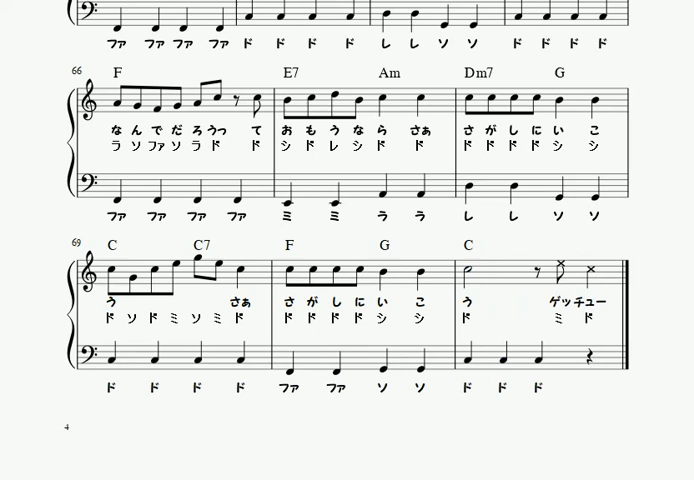 ファ ファ ファ ファ ド ド ド ド し し ソ ソ ド ド ド ド
66 F E7 Am Dm7 G
な ん で だ ろ うっ て お も う な ら さぁ さ が し に い こ
ラ ソ ファ ソ ラ ド ド シ ド レ シ ド ド ド ド ド ド シ シ
ファ ファ ファ ファ ミ ミ ラ ラ し し ソ ソ
69 C C7 F G C
う さぁ さ が し に い こ う ゲッ チュー
ド ソ ド ミ ソ ミ ド ド ド ド ド シ シ ド ミ ド
ド ド ド ド ファ ファ ソ ソ ド ド ド
4